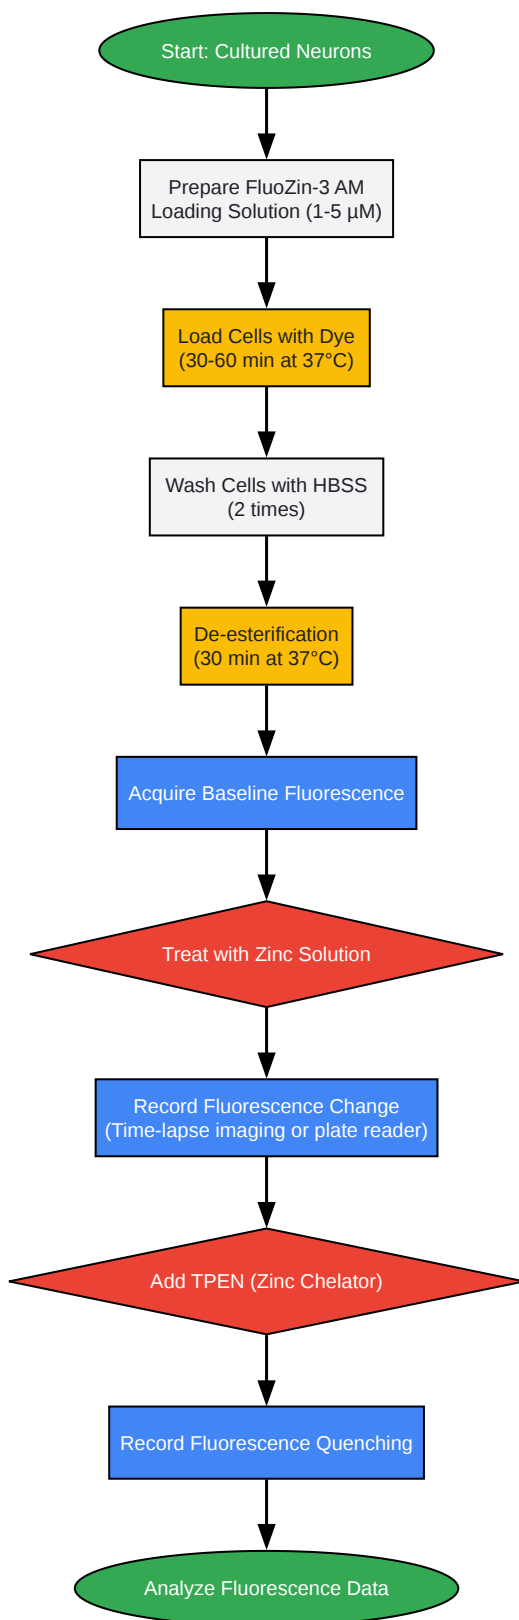 Start: Cultured Neurons
Prepare FluoZin-3 AM
Loading Solution (1-5 µM)
Load Cells with Dye
(30-60 min at 37°C)
Wash Cells with HBSS
(2 times)
De-esterification
(30 min at 37°C)
Acquire Baseline Fluorescence
Treat with Zinc Solution
Record Fluorescence Change
(Time-lapse imaging or plate reader)
Add TPEN (Zinc Chelator)
Record Fluorescence Quenching
Analyze Fluorescence Data